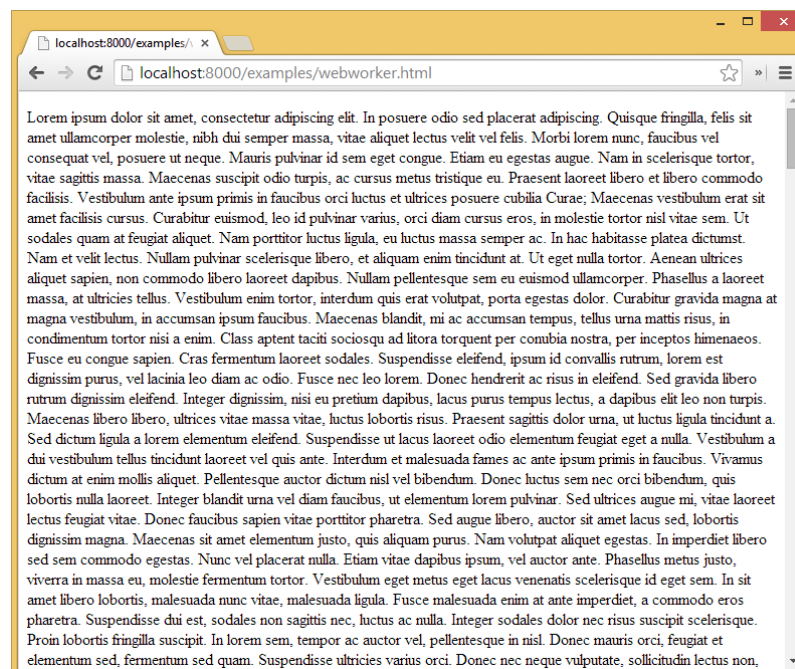 localhost:8000/examples/
localhost:8000/examples/webworker.html
Lorem ipsum dolor sit amet, consectetur adipiscing elit. In posuere odio sed placerat adipiscing. Quisque fringilla, felis sit
amet ullamcorper molestie, nibh dui semper massa, vitae aliquet lectus velit vel felis. Morbi lorem nunc, faucibus vel
consequat vel, posuere ut neque. Mauris pulvinar id sem eget congue. Etiam eu egestas augue. Nam in scelerisque tortor,
vitae sagittis massa. Maecenas suscipit odio turpis, ac cursus metus tristique eu. Praesent laoreet libero et libero commodo
facilisis. Vestibulum ante ipsum primis in faucibus orci luctus et ultrices posuere cubilia Curae; Maecenas vestibulum erat sit
amet facilisis cursus. Curabitur euismod, leo id pulvinar varius, orci diam cursus eros, in molestie tortor nisl vitae sem. Ut
sodales quam at feugiat aliquet. Nam porttitor luctus ligula, eu luctus massa semper ac. In hac habitasse platea dictumst.
Nam et velit lectus. Nullam pulvinar scelerisque libero, et aliquam enim tincidunt at. Ut eget nulla tortor. Aenean ultrices
aliquet sapien, non commodo libero laoreet dapibus. Nullam pellentesque sem eu euismod ullamcorper. Phasellus a laoreet
massa, at ultricies tellus. Vestibulum enim tortor, interdum quis erat volutpat, porta egestas dolor. Curabitur gravida magna at
magna vestibulum, in accumsan ipsum faucibus. Maecenas blandit, mi ac accumsan tempus, tellus urna mattis risus, in
condimentum tortor nisi a enim. Class aptent taciti sociosqu ad litora torquent per conubia nostra, per inceptos himenaeos.
Fusce eu congue sapien. Cras fermentum laoreet sodales. Suspendisse eleifend, ipsum id convallis rutrum, lorem est
dignissim purus, vel lacinia leo diam ac odio. Fusce nec leo lorem. Donec hendrerit ac risus in eleifend. Sed gravida libero
rutrum dignissim eleifend. Integer dignissim, nisi eu pretium dapibus, lacus purus tempus lectus, a dapibus elit leo non turpis.
Maecenas libero libero, ultrices vitae massa vitae, luctus lobortis risus. Praesent sagittis dolor urna, ut luctus ligula tincidunt a.
Sed dictum ligula a lorem elementum eleifend. Suspendisse ut lacus laoreet odio elementum feugiat eget a nulla. Vestibulum a
dui vestibulum tellus tincidunt laoreet vel quis ante. Interdum et malesuada fames ac ante ipsum primis in faucibus. Vivamus
dictum at enim mollis aliquet. Pellentesque auctor dictum nisl vel bibendum. Donec luctus sem nec orci bibendum, quis
lobortis nulla laoreet. Integer blandit urna vel diam faucibus, ut elementum lorem pulvinar. Sed ultrices augue mi, vitae laoreet
lectus feugiat vitae. Donec faucibus sapien vitae porttitor pharetra. Sed augue libero, auctor sit amet lacus sed, lobortis
dignissim magna. Maecenas sit amet elementum justo, quis aliquam purus. Nam volutpat aliquet egestas. In imperdiet libero
sed sem commodo egestas. Nunc vel placerat nulla. Etiam vitae dapibus ipsum, vel auctor ante. Phasellus metus justo,
viverra in massa eu, molestie fermentum tortor. Vestibulum eget metus eget lacus venenatis scelerisque id eget sem. In sit
amet libero lobortis, malesuada nunc vitae, malesuada ligula. Fusce malesuada enim at ante imperdiet, a commodo eros
pharetra. Suspendisse dui est, sodales non sagittis nec, luctus ac nulla. Integer sodales dolor nec risus suscipit scelerisque.
Proin lobortis fringilla suscipit. In lorem sem, tempor ac auctor vel, pellentesque in nisl. Donec mauris orci, feugiat et
elementum sed, fermentum sed quam. Suspendisse ultricies varius orci. Donec nec neque vulputate, sollicitudin lectus non,